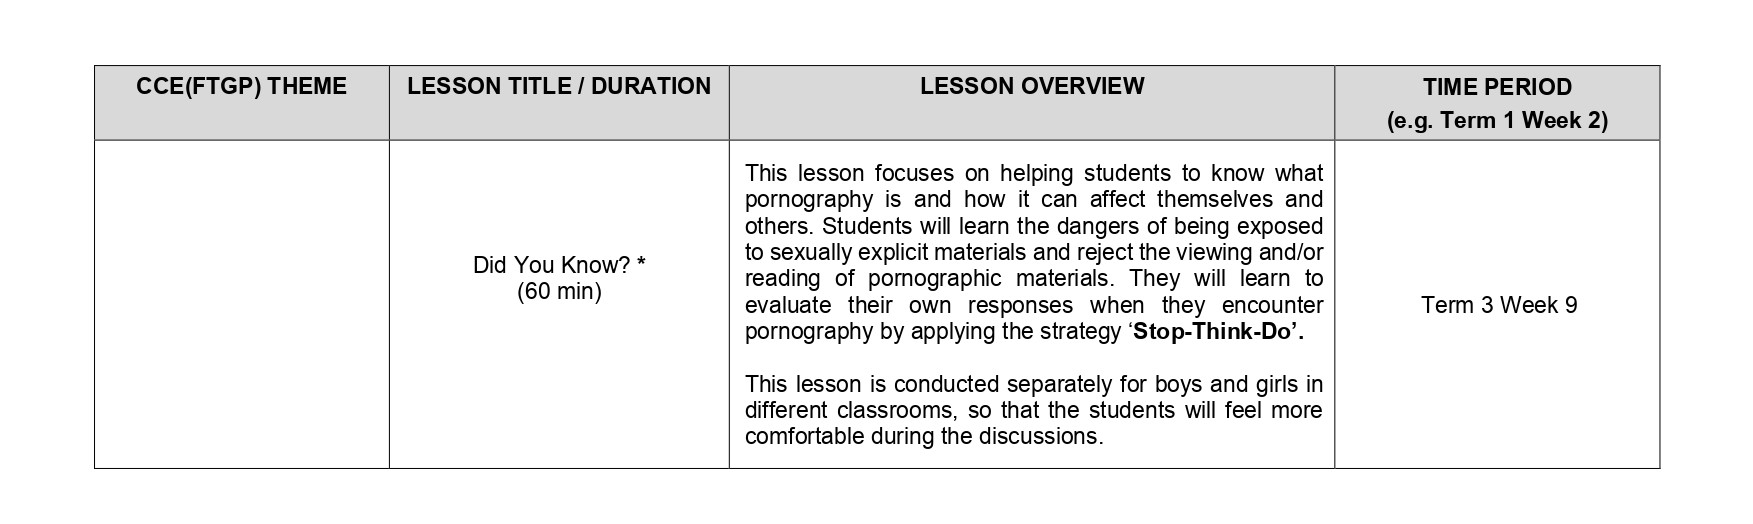 CCE(FTGP) THEME
LESSON TITLE / DURATION
LESSON OVERVIEW
TIME PERIOD
(e.g. Term 1 Week 2)
Did You Know? *
(60 min)
This lesson focuses on helping students to know what
pornography is and how it can affect themselves and
others. Students will learn the dangers of being exposed
to sexually explicit materials and reject the viewing and/or
reading of pornographic materials. They will learn to
evaluate their own responses when they encounter
pornography by applying the strategy ‘Stop-Think-Do’.
This lesson is conducted separately for boys and girls in
different classrooms, so that the students will feel more
comfortable during the discussions.
Term 3 Week 9